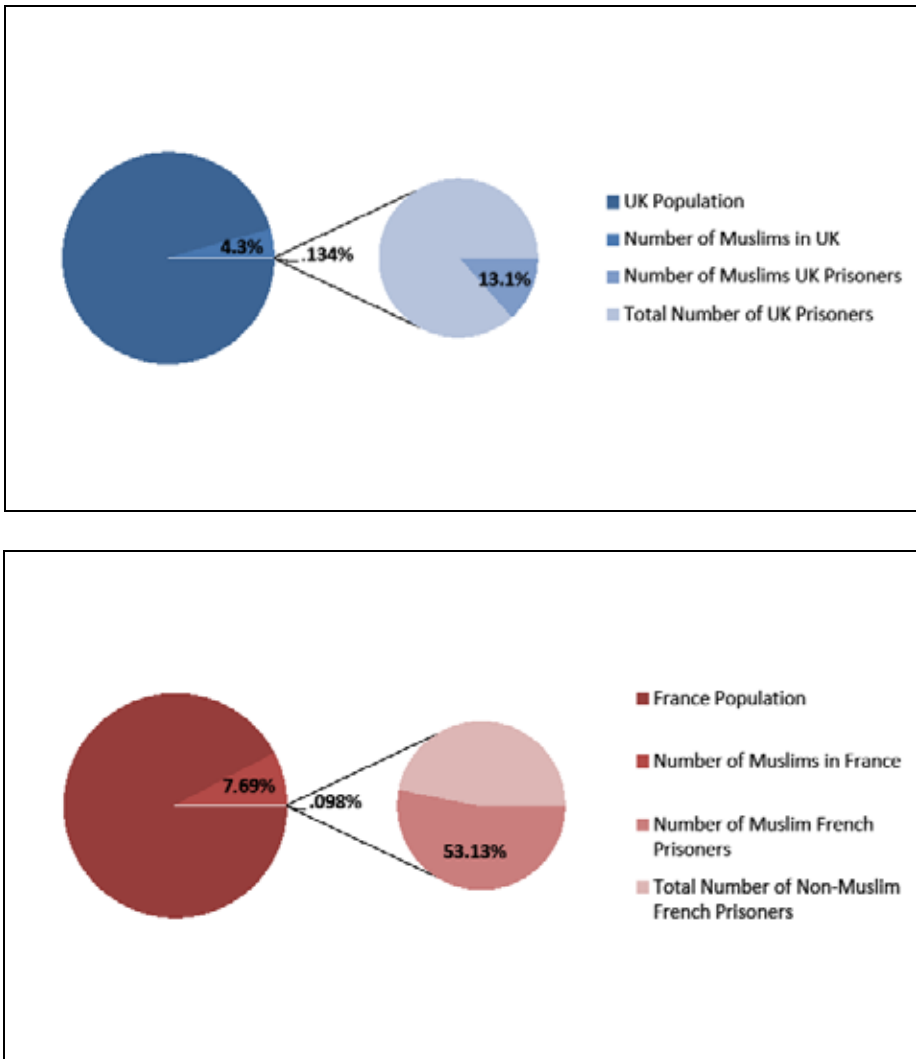 UK Population
4.3%
.134%
Number of Muslims in UK
13.1%
Number of Muslims UK Prisoners
Total Number of UK Prisoners
France Population
7.69%
.098%
Number of Muslims in France
53.13%
Number of Muslim French
Prisoners
Total Number of Non-Muslim
French Prisoners